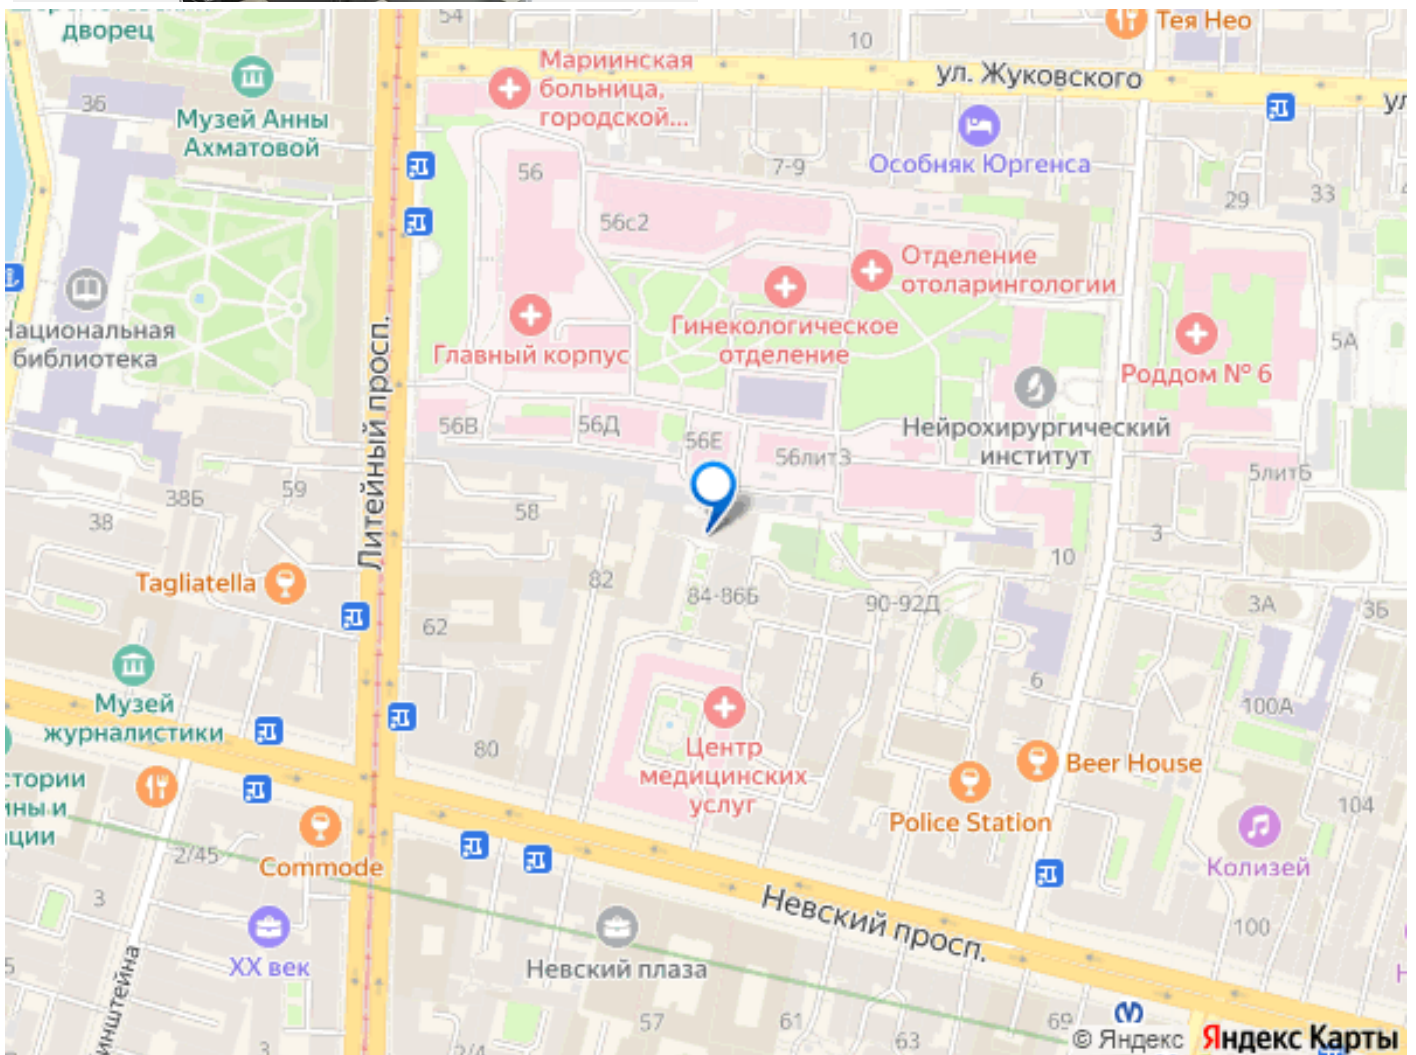 дворец
54
10
Тея Нео
Мариинская
больница,
городской...
ул. Жуковского
36
Музей Анны
Ахматовой
56
7-9
Особняк Юргенса
29
33
56с2
Отделение
отоларингологии
Национальная
библиотека
Главный корпус
Гинекологическое
отделение
5А
Роддом № 6
Литейный просп.
56В
56Д
56Е
56лит3
Нейрохирургический
институт
5литБ
38Б
59
38
58
3
10
Tagliatella
82
84-86Б
90-92Д
3А
3Б
62
Музей
журналистики
6
100А
80
Центр
медицинских
услуг
Beer House
Police Station
104
Колизей
2/45
Commode
3
Невский просп.
100
XX век
Невский плаза
57
61
63
69
3
2/4
© Яндекс Яндекс Карты